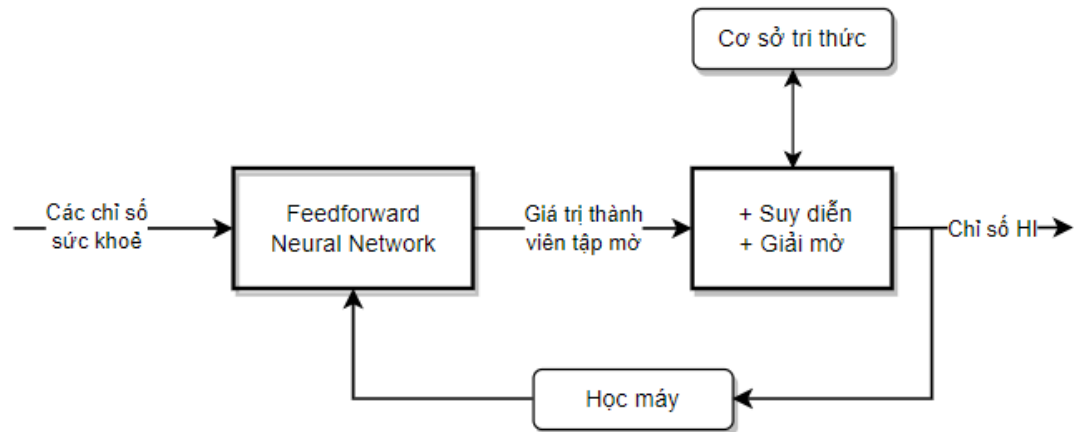 Cơ sở tri thức
Các chỉ số
sức khoẻ
Feedforward
Neural Network
Giá trị thành
viên tập mờ
+ Suy diễn
+ Giải mờ
Chỉ số HI
Học máy